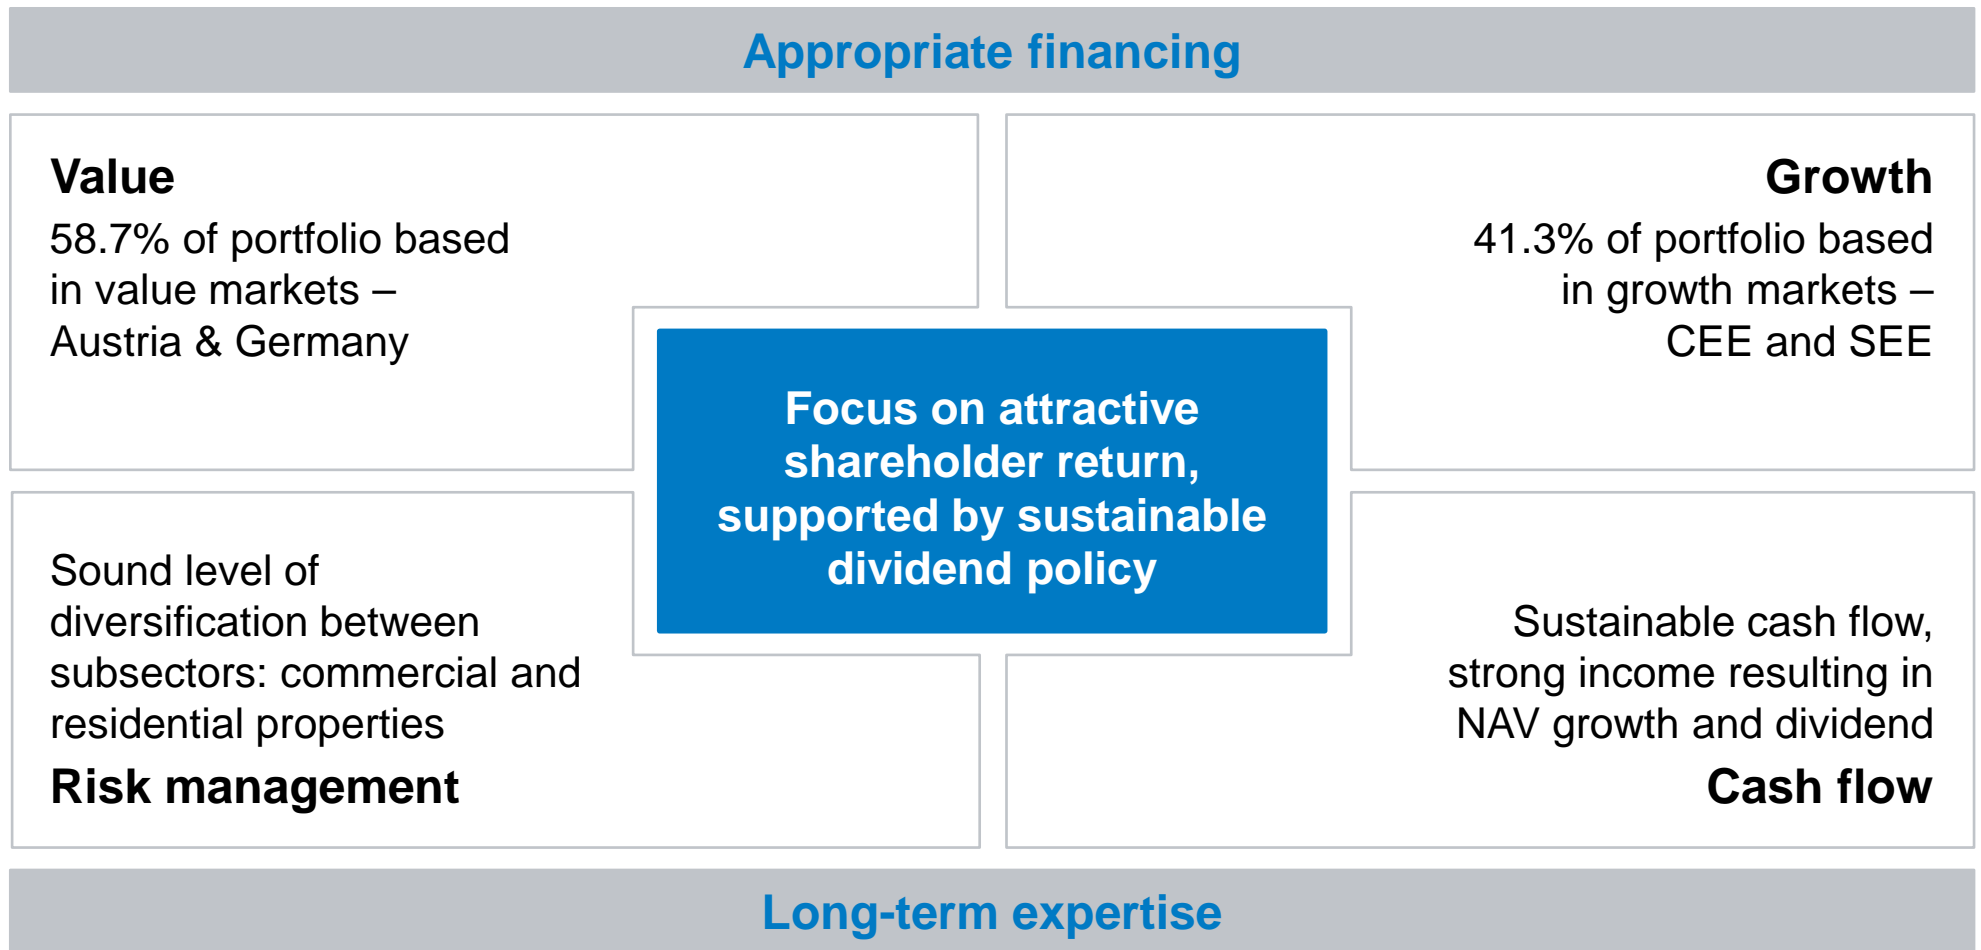 Appropriate financing
Value
58.7% of portfolio based
in value markets –
Austria & Germany
Growth
41.3% of portfolio based
in growth markets –
CEE and SEE
Focus on attractive
shareholder return,
supported by sustainable
dividend policy
Sound level of
diversification between
subsectors: commercial and
residential properties
Risk management
Sustainable cash flow,
strong income resulting in
NAV growth and dividend
Cash flow
Long-term expertise